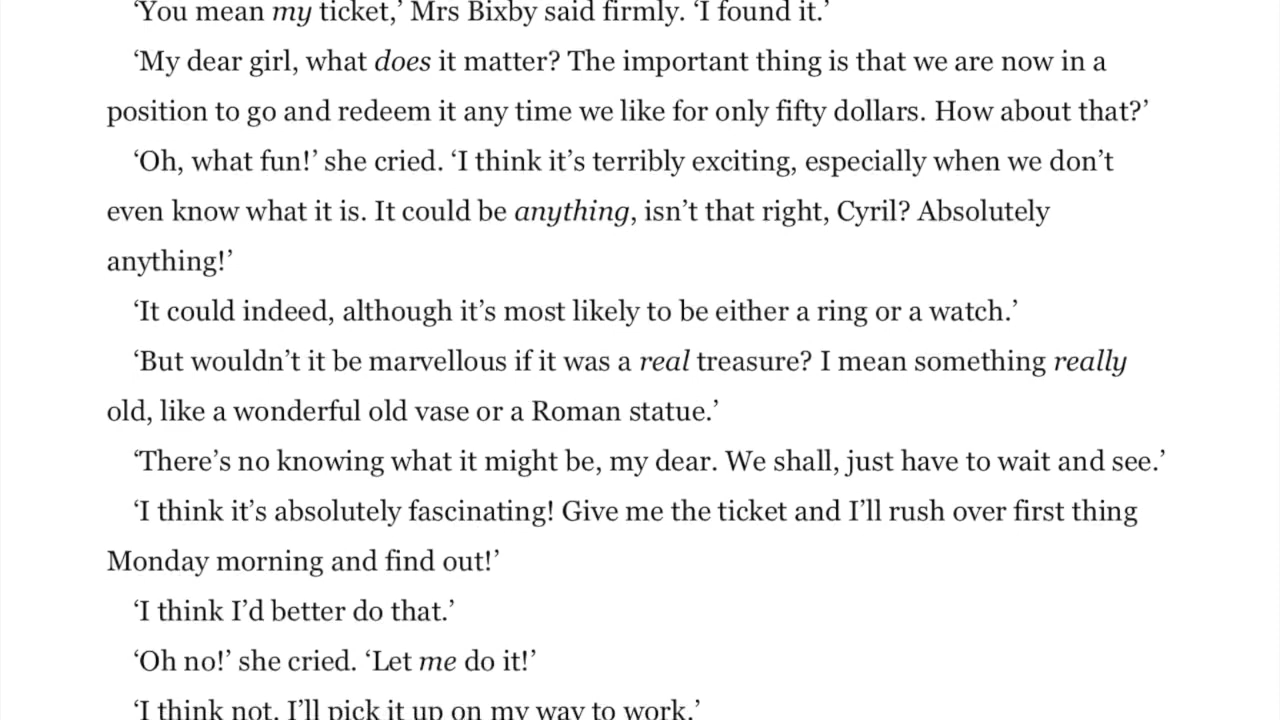 ‘You mean my ticket,’ Mrs Bixby said firmly. ‘I found it.’
‘My dear girl, what does it matter? The important thing is that we are now in a
position to go and redeem it any time we like for only fifty dollars. How about that?’
‘Oh, what fun!’ she cried. ‘I think it’s terribly exciting, especially when we don’t
even know what it is. It could be anything, isn’t that right, Cyril? Absolutely
anything!’
‘It could indeed, although it’s most likely to be either a ring or a watch.’
‘But wouldn’t it be marvellous if it was a real treasure? I mean something really
old, like a wonderful old vase or a Roman statue.’
‘There’s no knowing what it might be, my dear. We shall, just have to wait and see.’
‘I think it’s absolutely fascinating! Give me the ticket and I’ll rush over first thing
Monday morning and find out!’
‘I think I’d better do that.’
‘Oh no!’ she cried. ‘Let me do it!’
‘I think not. I’ll pick it up on my way to work.’